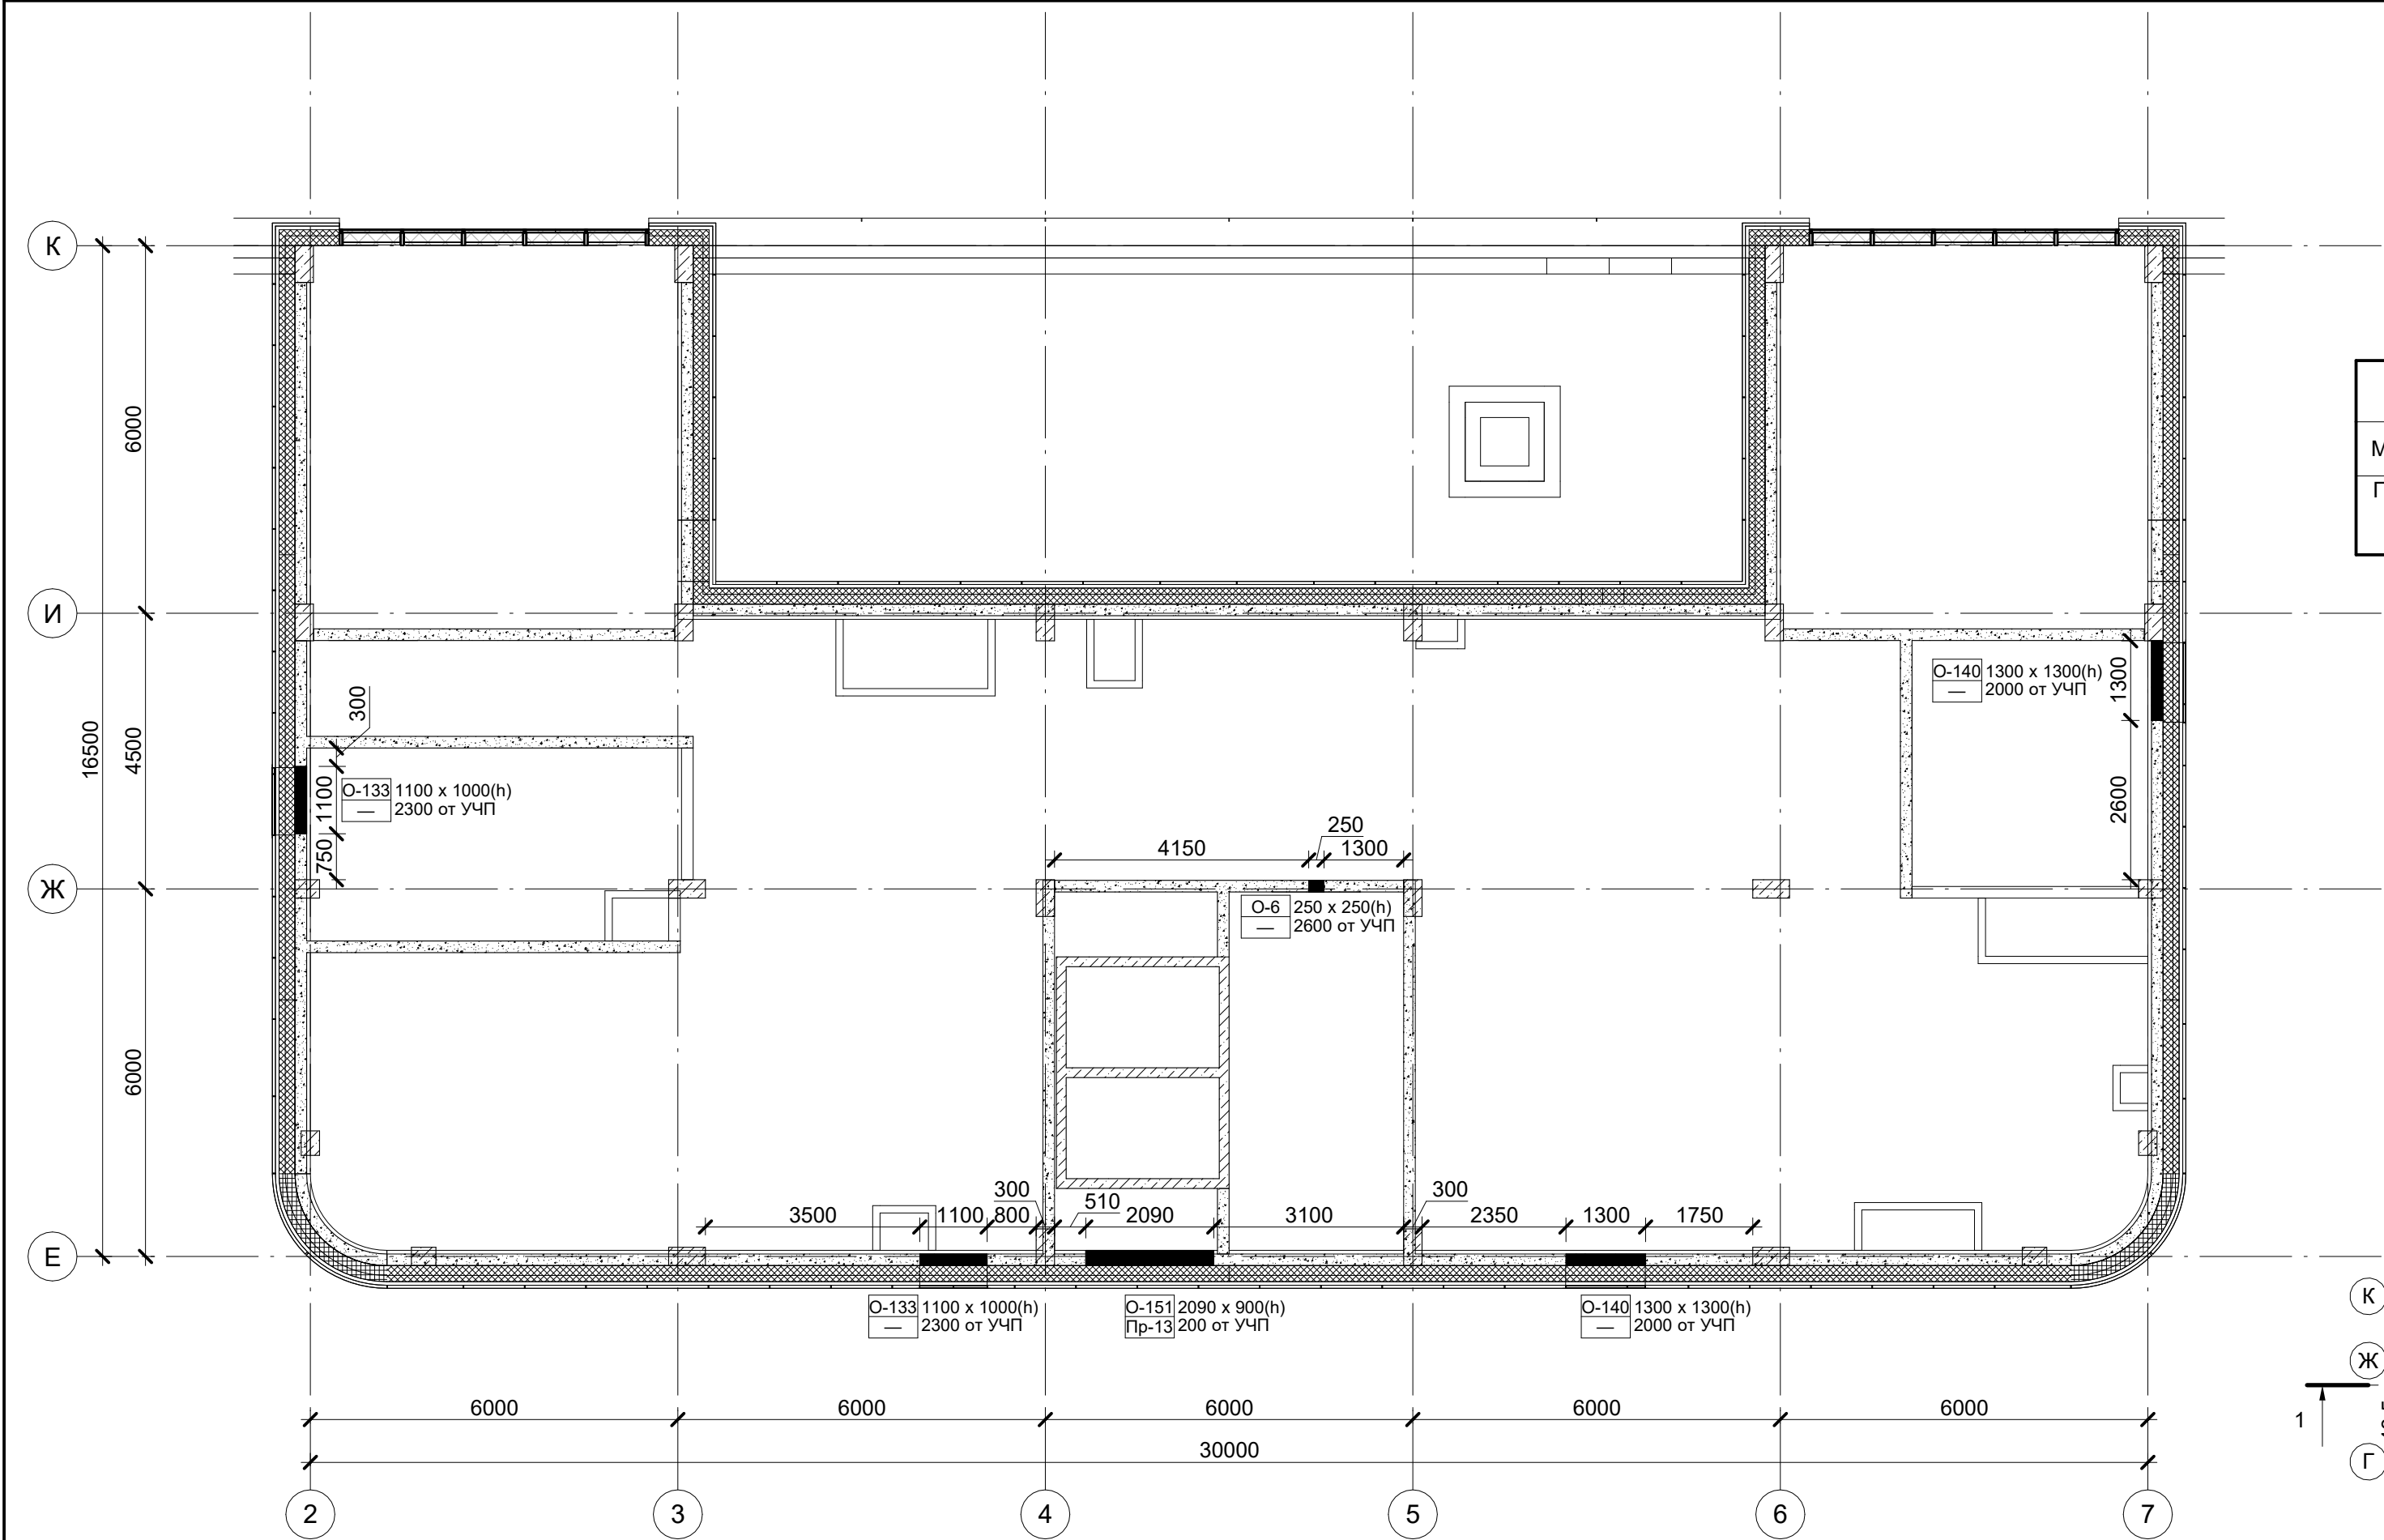 К
6000
М
П
И
О-140 1300 x 1300(h)
— 2000 от УЧП
1300
300
16500
4500
О-133 1100 x 1000(h)
— 2300 от УЧП
1100
2600
750
250
4150
1300
Ж
О-6 250 x 250(h)
— 2600 от УЧП
6000
300
510
300
3500
1100
800
2090
3100
2350
1300
1750
Е
О-133 1100 x 1000(h)
— 2300 от УЧП
О-151 2090 x 900(h)
Пр-13 200 от УЧП
О-140 1300 x 1300(h)
— 2000 от УЧП
К
Ж
6000
6000
6000
6000
6000
1
30000
Г
2
3
4
5
6
7